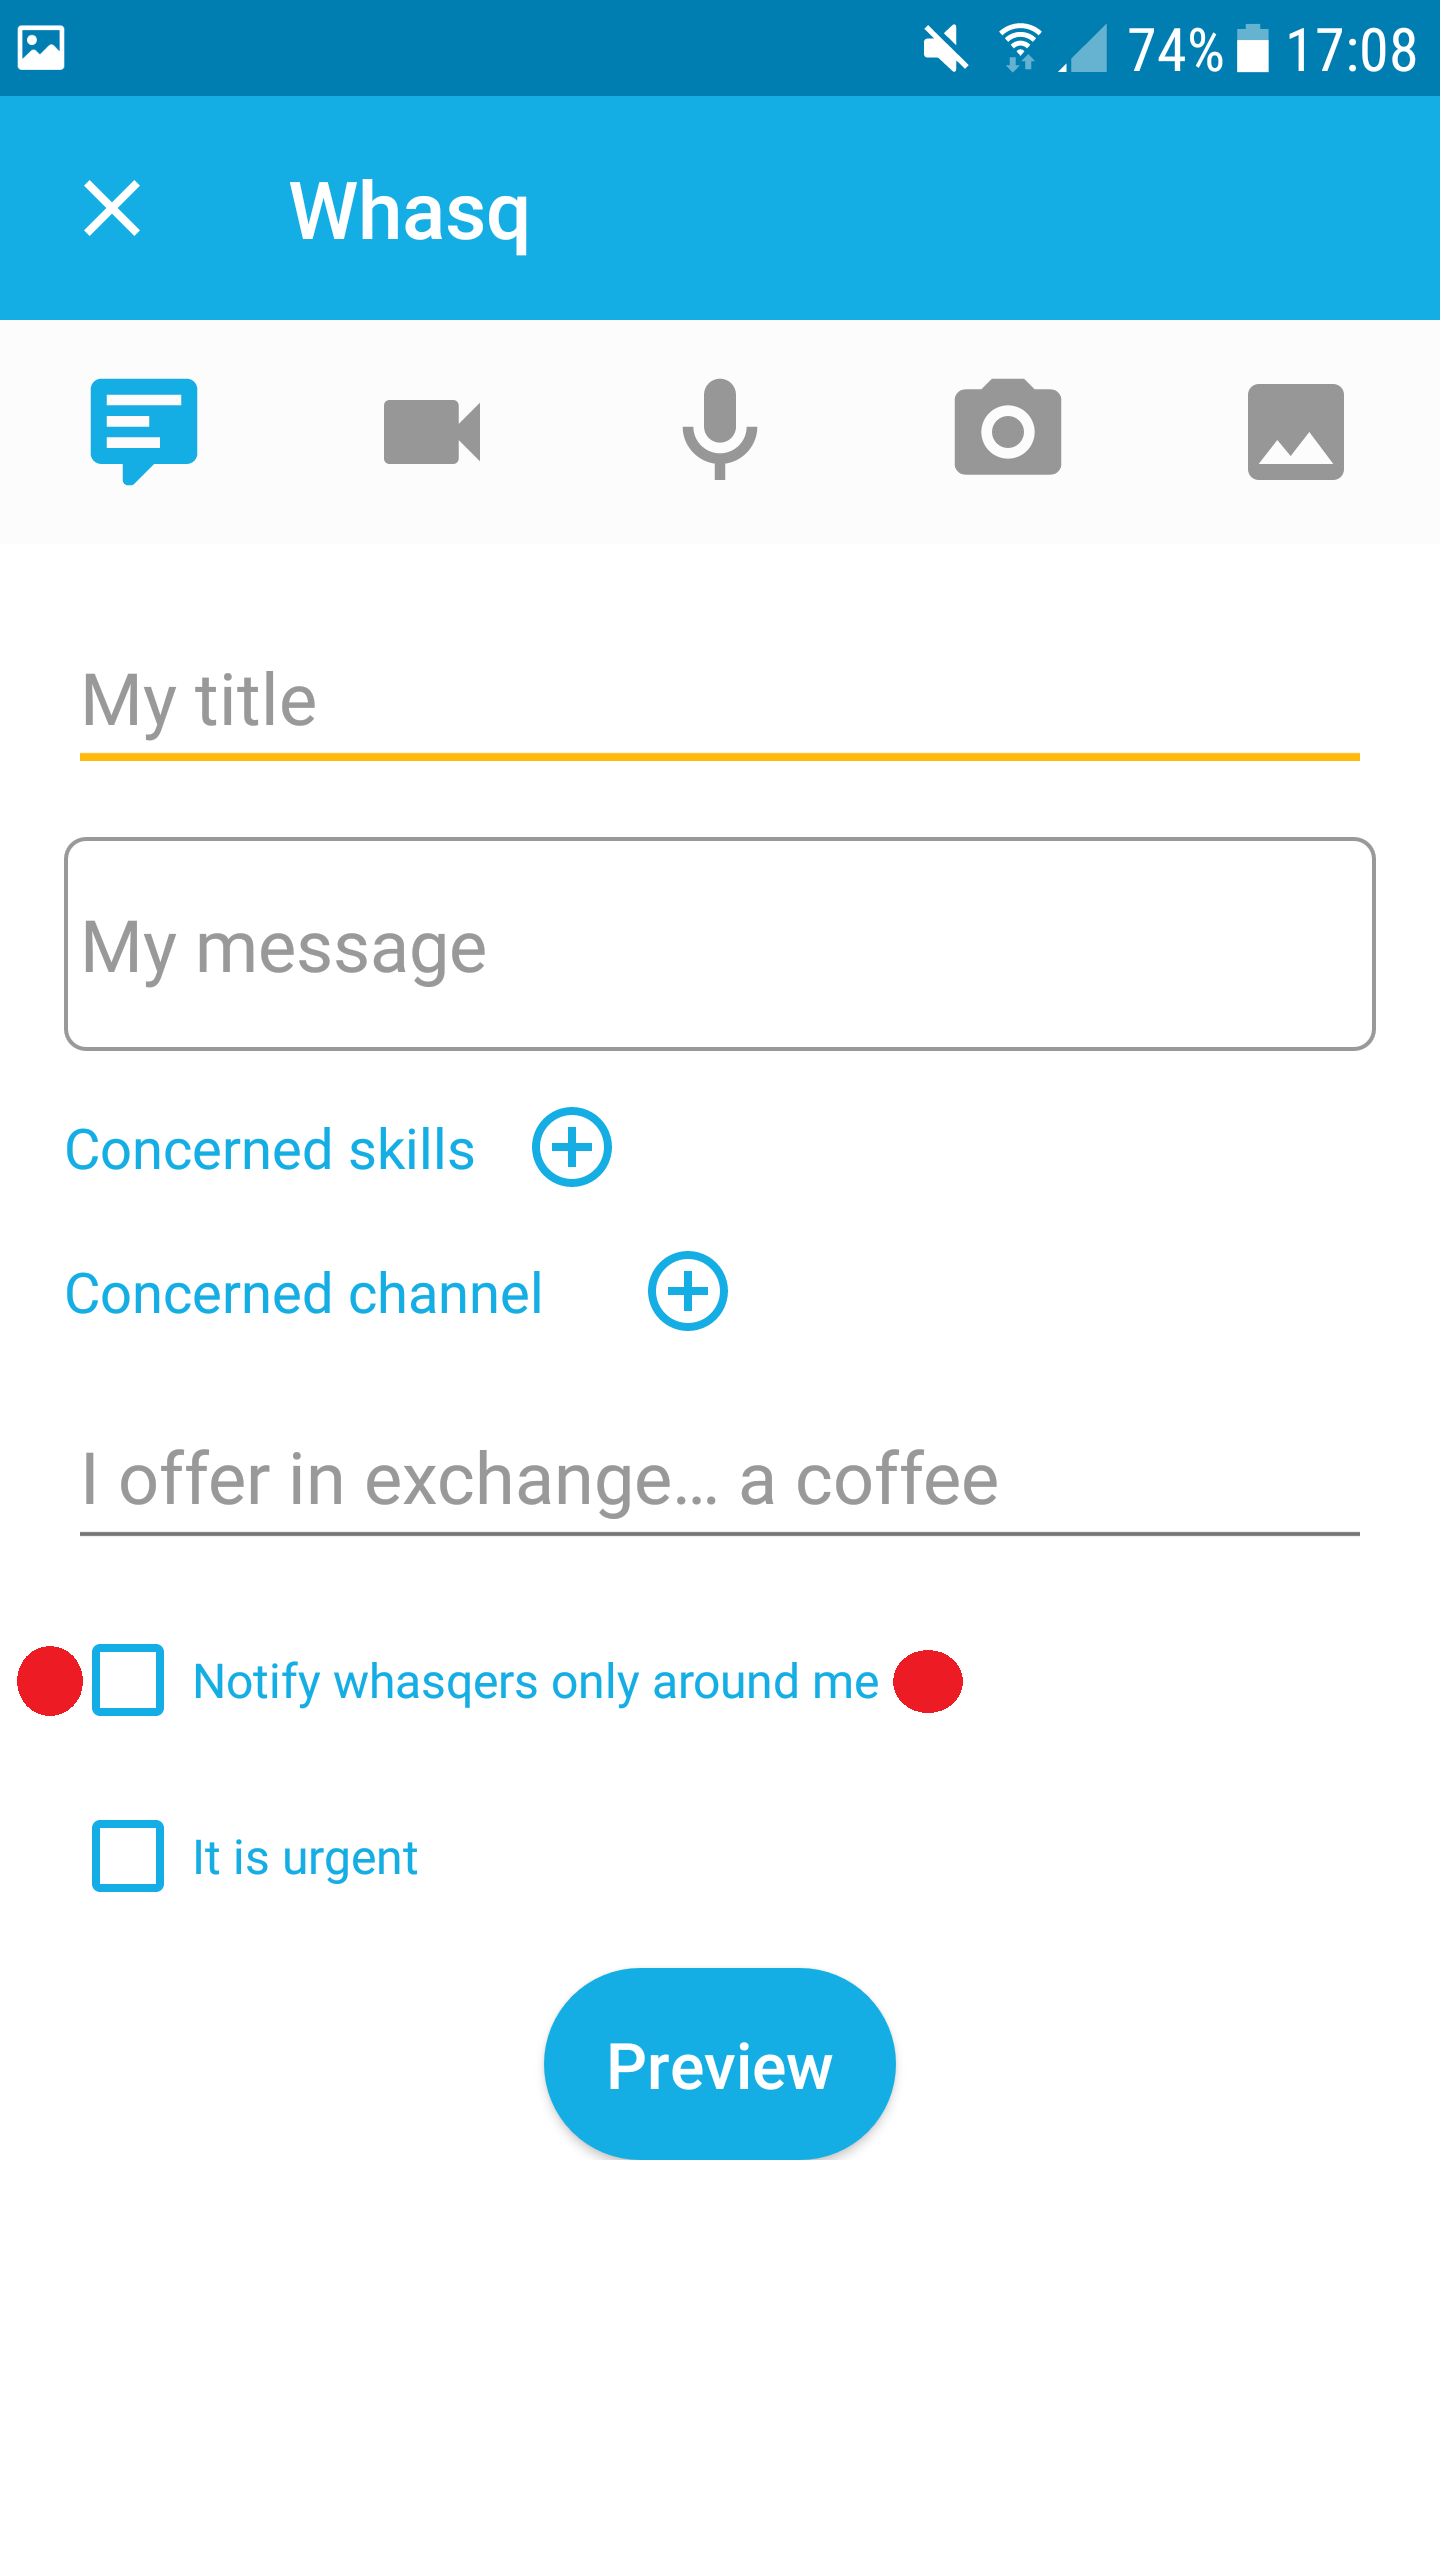 74% 17:08
Whasq
My title
My message
Concerned skills
Concerned channel
I offer in exchange... a coffee
Notify whasqers only around me
It is urgent
Preview